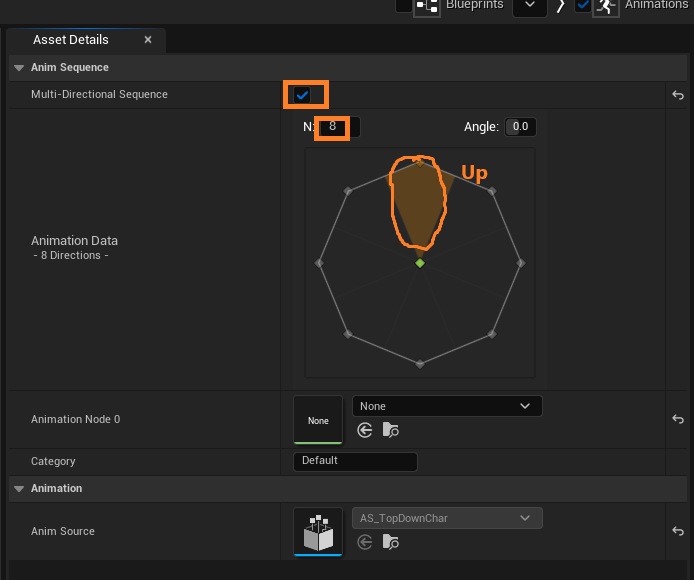 Blueprints
Animations
Asset Details
Anim Sequence
Multi-Directional Sequence
N: 8
Angle: 0.0
Up
Animation Data
- 8 Directions -
Animation Node 0
None
None
Category
Default
Animation
Anim Source
AS_TopDownChar